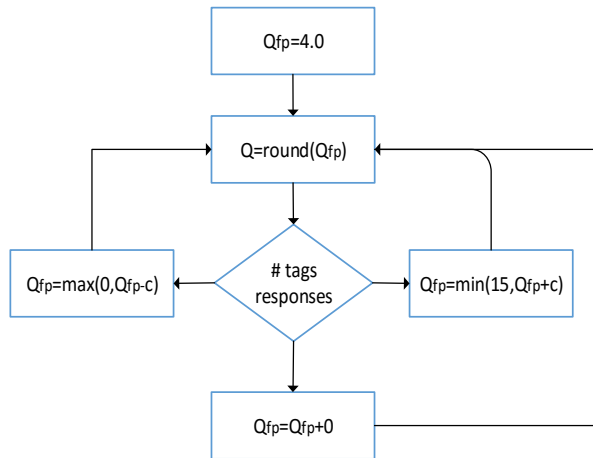 Qfp=4.0
Q=round(Qfp)
# tags
responses
Qfp=max(0,Qfp-c)
Qfp=min(15,Qfp+c)
Qfp=Qfp+0